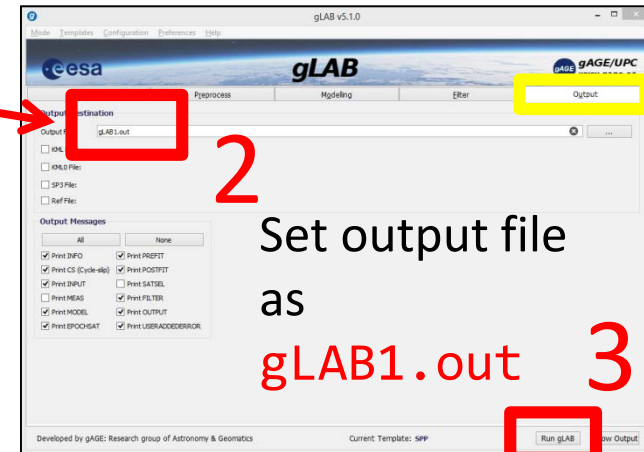 gLAB v5.1.0
Mode Templates Configuration Preferences Help
esa
gLAB
gAGE
gAGE/UPC
Preprocess
Modeling
Filter
Output
Output Destination
gLAB1.out
...
KML0 File:
SP3 File:
Ref File:
2
Output Messages
All
None
Print INFO
Print PREFIT
Print CS (Cycle-slip)
Print POSTFIT
Print INPUT
Print SATSEL
Print MEAS
Print FILTER
Print MODEL
Print OUTPUT
Print EPOCHSAT
Print USERADDEDERROR
Set output file
as
gLAB1.out
3
Developed by gAGE: Research group of Astronomy & Geomatics
Current Template: SPP
Run gLAB
Output